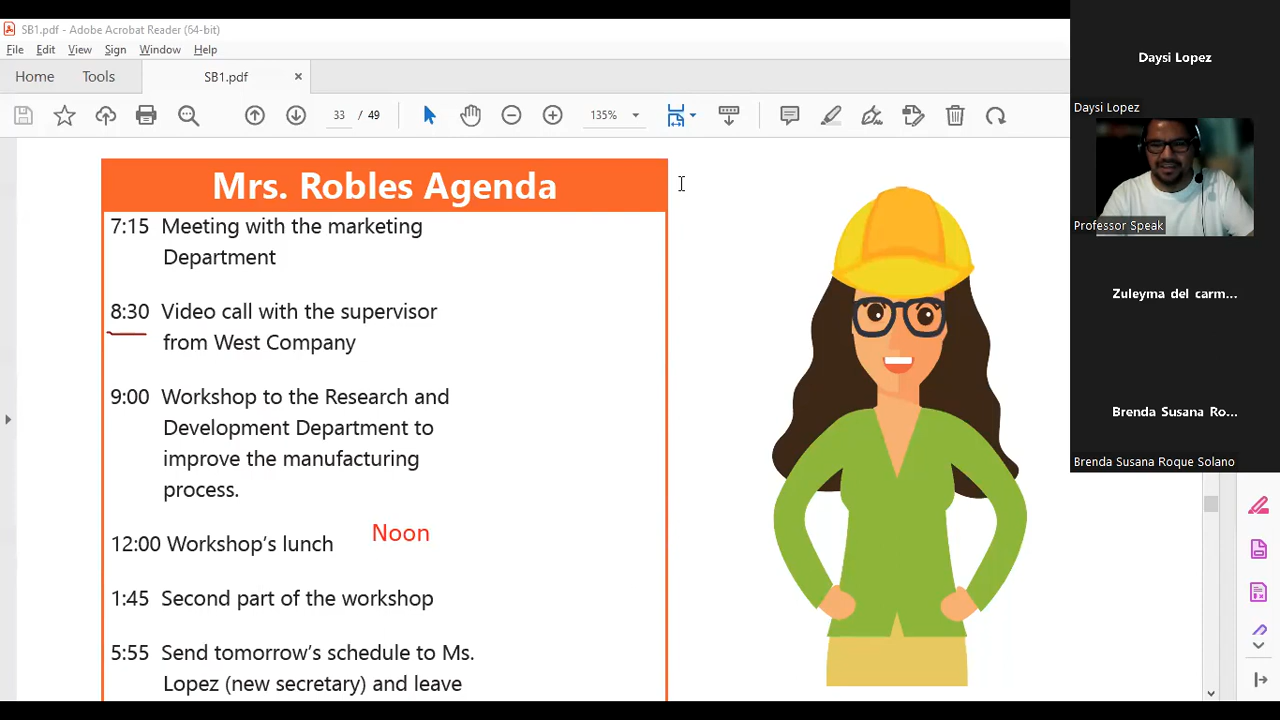 SB1.pdf - Adobe Acrobat Reader (64-bit)
File Edit View Sign Window Help
Home Tools SB1.pdf ×
33 / 49 135%
Mrs. Robles Agenda
7:15 Meeting with the marketing
Department
8:30 Video call with the supervisor
from West Company
9:00 Workshop to the Research and
Development Department to
improve the manufacturing
process.
Noon
12:00 Workshop’s lunch
1:45 Second part of the workshop
5:55 Send tomorrow’s schedule to Ms.
Lopez (new secretary) and leave
Daysi Lopez
Daysi Lopez
Professor Speak
Zuleyma del carm...
Brenda Susana Ro...
Brenda Susana Roque Solano